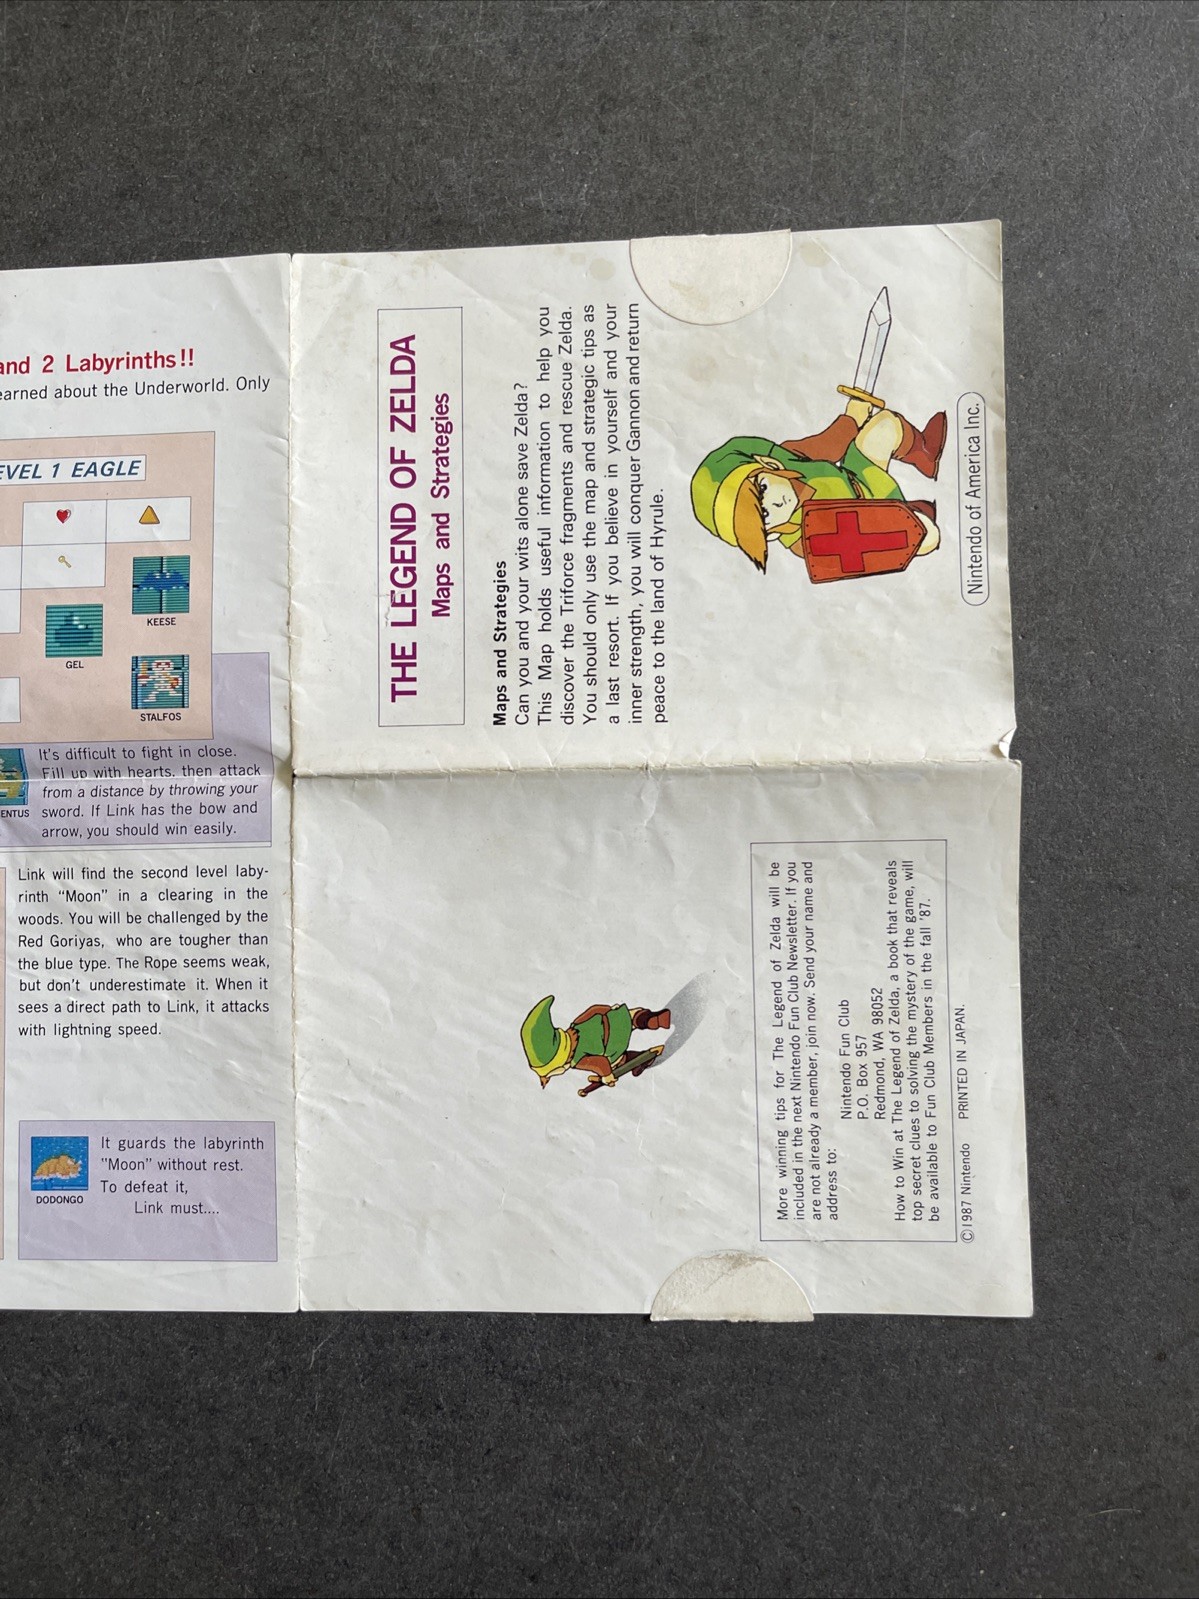 and 2 Labyrinths!!
earned about the Underworld. Only
EVEL 1 EAGLE
KEESE
GEL
STALFOS
ENTUS
It's difficult to fight in close.
Fill up with hearts, then attack
from a distance by throwing your
sword. If Link has the bow and
arrow, you should win easily.
Link will find the second level laby-
rinth "Moon" in a clearing in the
woods. You will be challenged by the
Red Goriyas, who are tougher than
the blue type. The Rope seems weak,
but don't underestimate it. When it
sees a direct path to Link, it attacks
with lightning speed.
DODONGO
It guards the labyrinth
"Moon" without rest.
To defeat it,
Link must....
THE LEGEND OF ZELDA
Maps and Strategies
Maps and Strategies
Can you and your wits alone save Zelda?
This Map holds useful information to help you
discover the Triforce fragments and rescue Zelda.
You should only use the map and strategic tips as
a last resort. If you believe in yourself and your
inner strength, you will conquer Gannon and return
peace to the land of Hyrule.
Nintendo of America Inc.
More winning tips for The Legend of Zelda will be
included in the next Nintendo Fun Club Newsletter. If you
are not already a member, join now. Send your name and
address to:
Nintendo Fun Club
P.O. Box 957
Redmond, WA 98052
How to Win at The Legend of Zelda, a book that reveals
top secret clues to solving the mystery of the game, will
be available to Fun Club Members in the fall '87.
©1987 Nintendo PRINTED IN JAPAN.